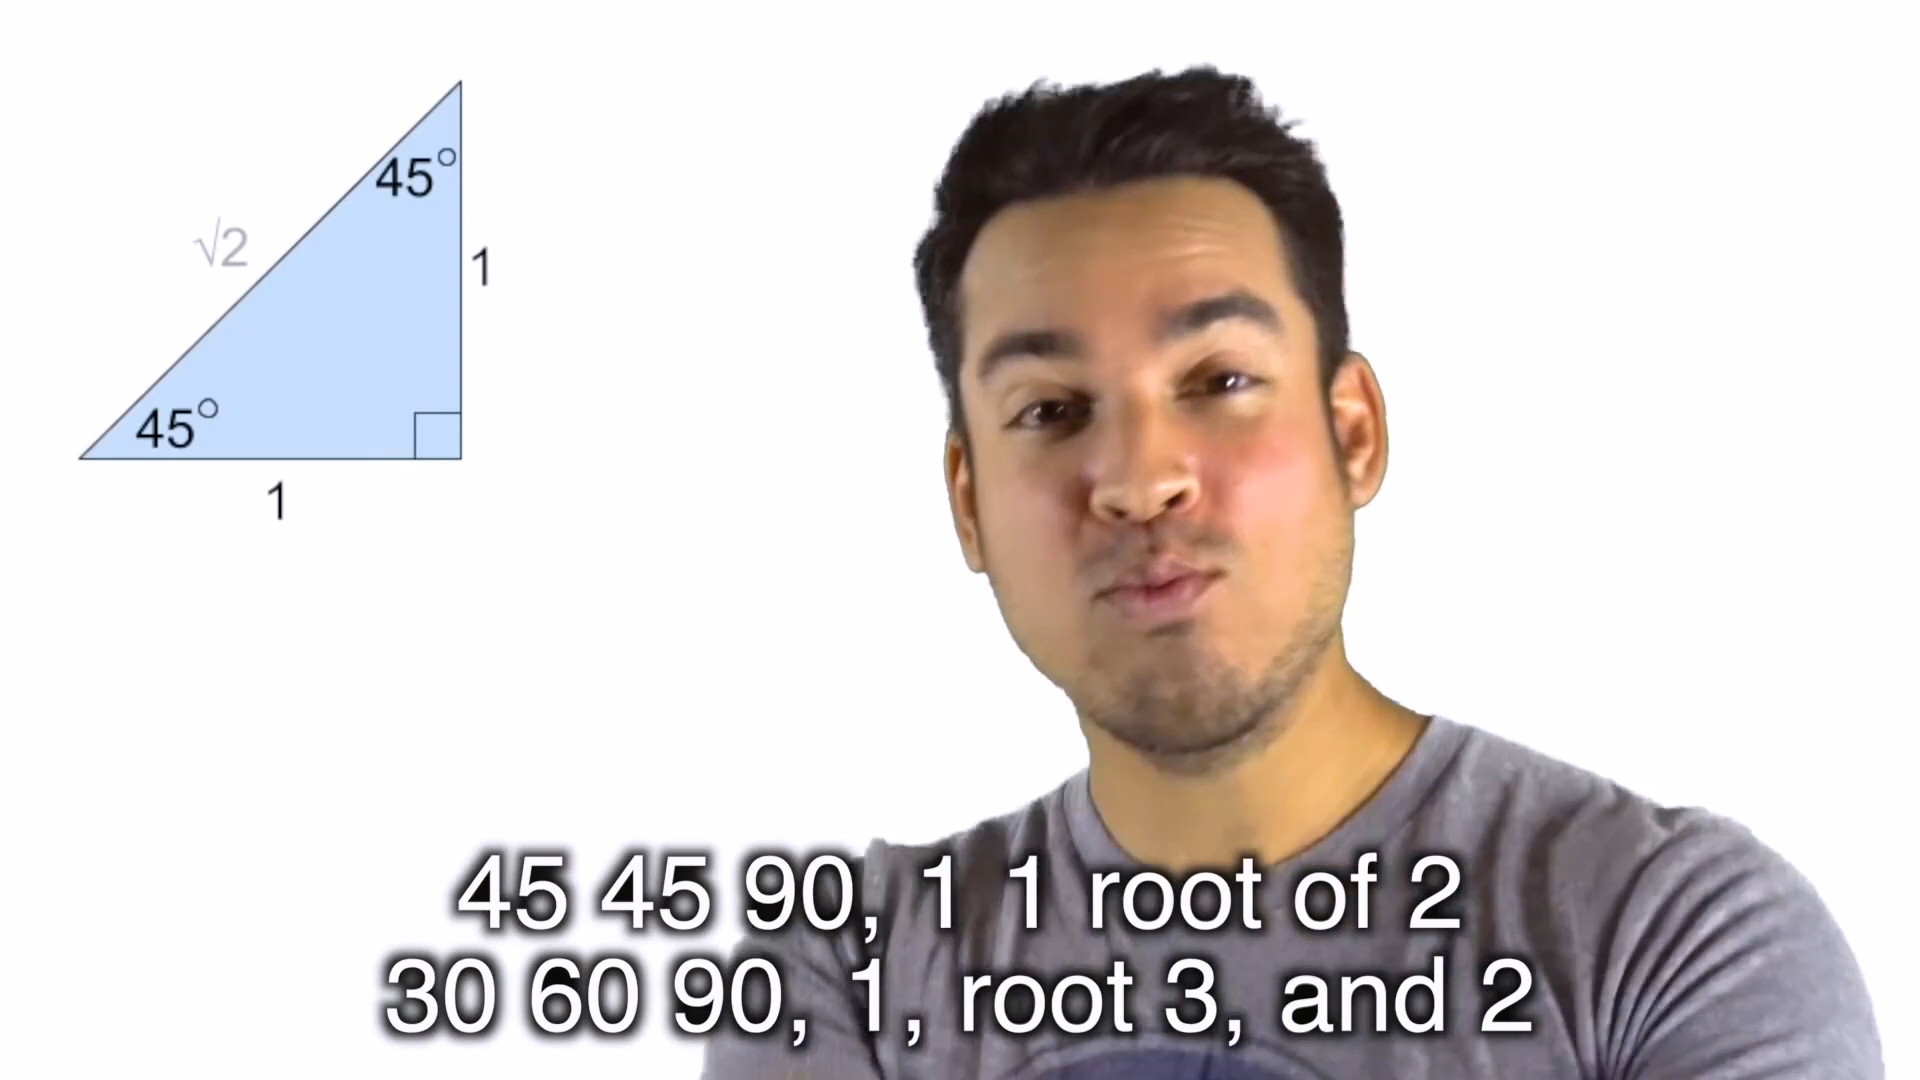 45°
√2
1
45°
1
45 45 90, 1 1 root of 2
30 60 90, 1, root 3, and 2